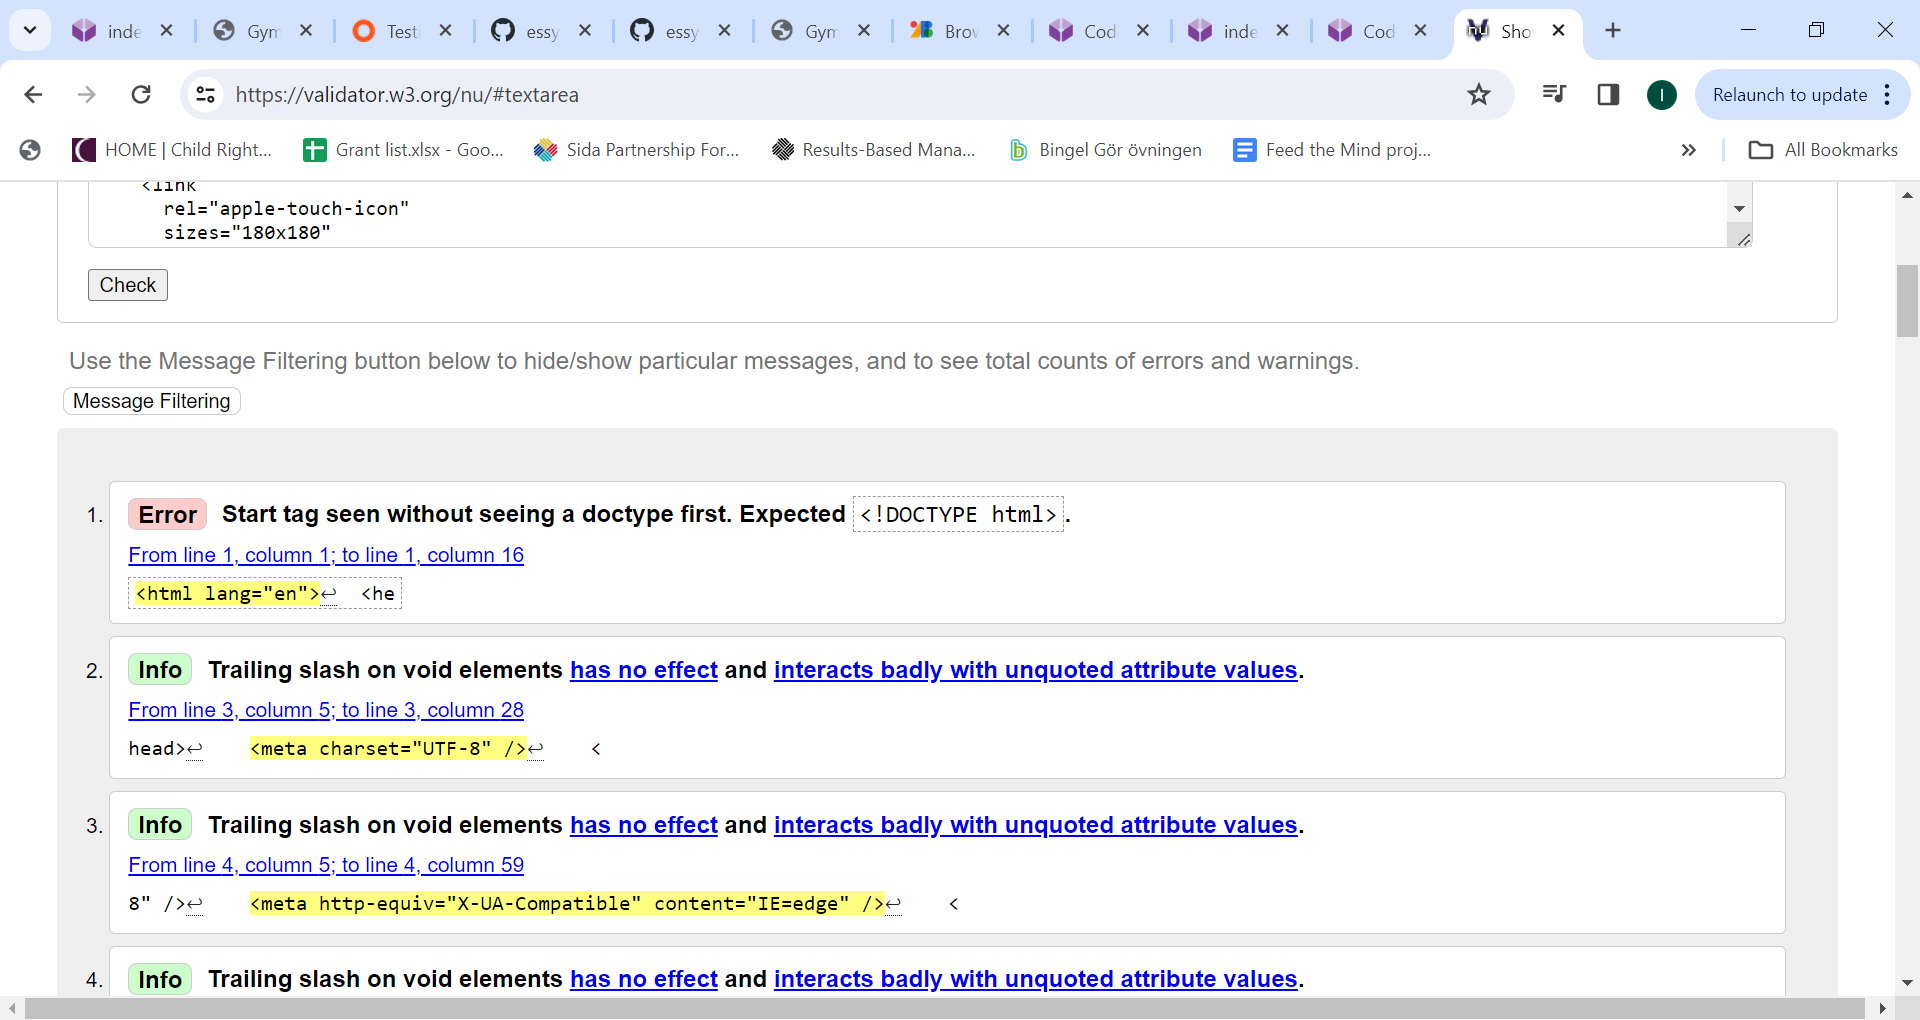 inde
Gym
Testi
essy
essy
Gym
Brow
Cod
inde
Cod
Sho
https://validator.w3.org/nu/#textarea
I
Relaunch to update
HOME | Child Right...
Grant list.xlsx - Goo...
Sida Partnership For...
Results-Based Mana...
Bingel Gör övningen
Feed the Mind proj...
All Bookmarks
<link
rel="apple-touch-icon"
sizes="180x180"
Check
Use the Message Filtering button below to hide/show particular messages, and to see total counts of errors and warnings.
Message Filtering
1. Error Start tag seen without seeing a doctype first. Expected <!DOCTYPE html>.
From line 1, column 1; to line 1, column 16
<html lang="en">↩ <he
2. Info Trailing slash on void elements has no effect and interacts badly with unquoted attribute values.
From line 3, column 5; to line 3, column 28
head>↩ <meta charset="UTF-8" />↩ <
3. Info Trailing slash on void elements has no effect and interacts badly with unquoted attribute values.
From line 4, column 5; to line 4, column 59
8" />↩ <meta http-equiv="X-UA-Compatible" content="IE=edge" />↩ <
4. Info Trailing slash on void elements has no effect and interacts badly with unquoted attribute values.